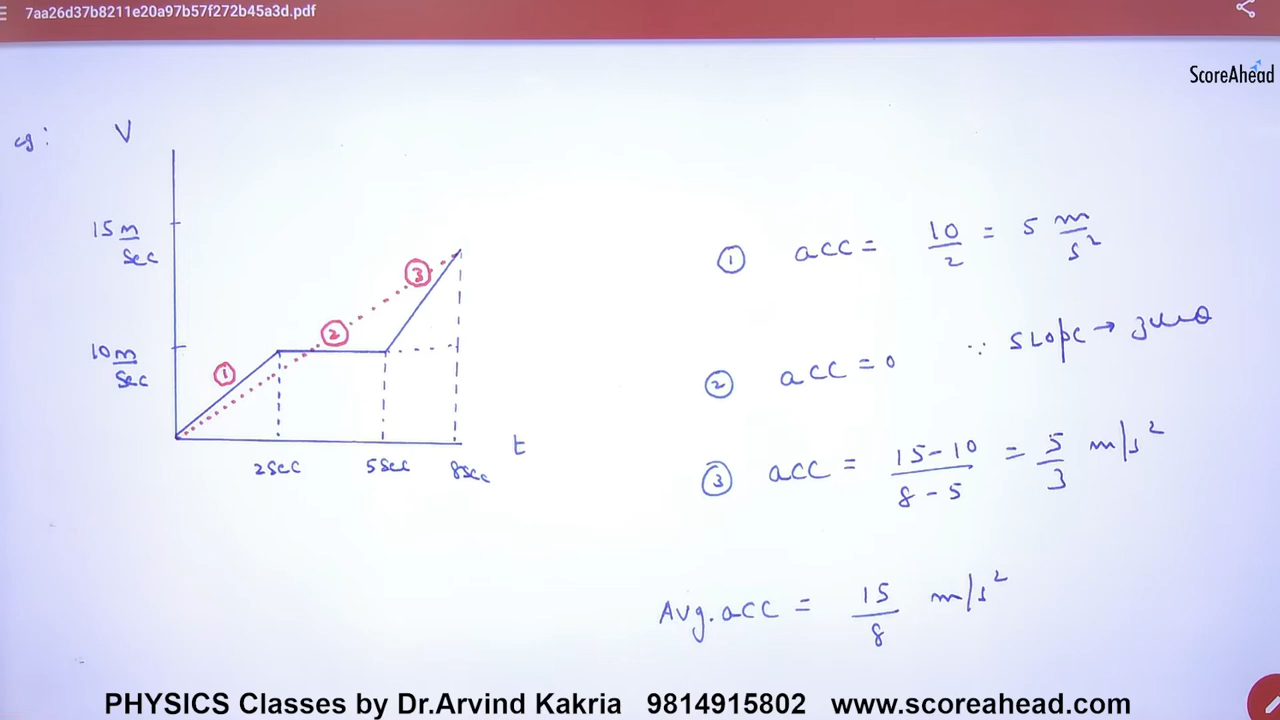 7aa26d37b8211e20a97b57f272b45a3d.pdf
ScoreAhead
eg:
V
15 m/sec
10 m/sec
1
2
3
2sec
5sec
8sec
t
① acc = 10/2 = 5 m/s²
② acc = 0 ∵ slope → zero
③ acc = 15-10/8-5 = 5/3 m/s²
Avg. acc = 15/8 m/s²
PHYSICS Classes by Dr.Arvind Kakria 9814915802 www.scoreahead.com